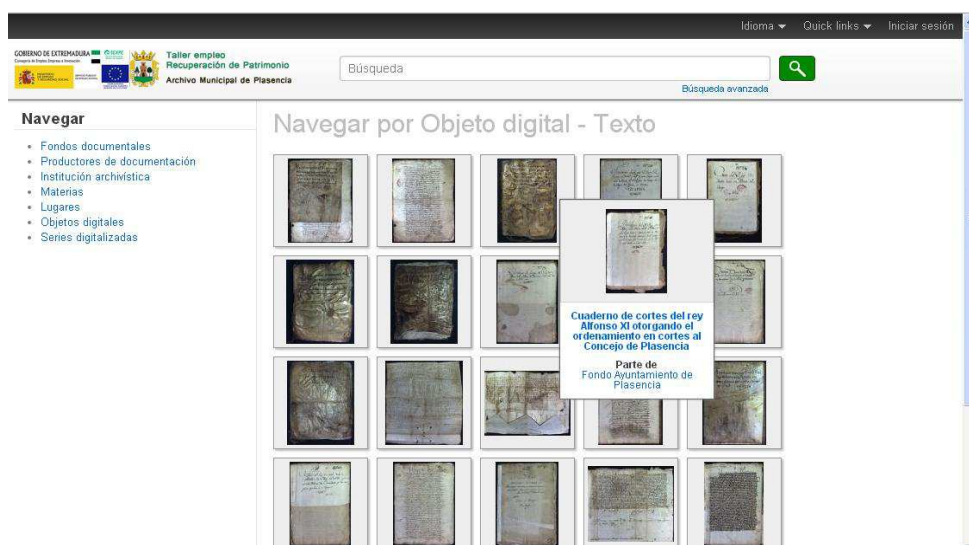 Idioma Quick links Iniciar sesión
GOBIERNO DE EXTREMADURA
Taller empleo
Recuperación de Patrimonio
Archivo Municipal de Plasencia
Búsqueda
Búsqueda avanzada
Navegar
Fondos documentales
Productores de documentación
Institución archivística
Materias
Lugares
Objetos digitales
Series digitalizadas
Navegar por Objeto digital - Texto
Cuaderno de cortes del rey
Alfonso XI otorgando el
ordenamiento en cortes al
Concejo de Plasencia
Parte de
Fondo Ayuntamiento de
Plasencia